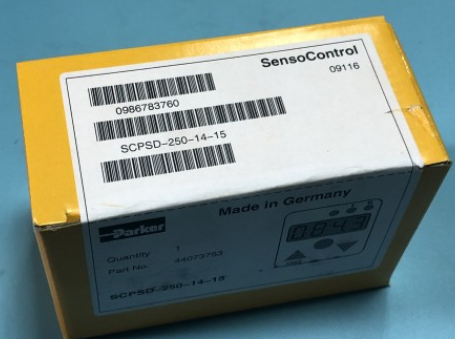 SensoControl
09116
0986783760
SCPSD-250-14-15
Made in Germany
Parker
Quantity 1
Part No. 44073753
SCPSD-250-14-15